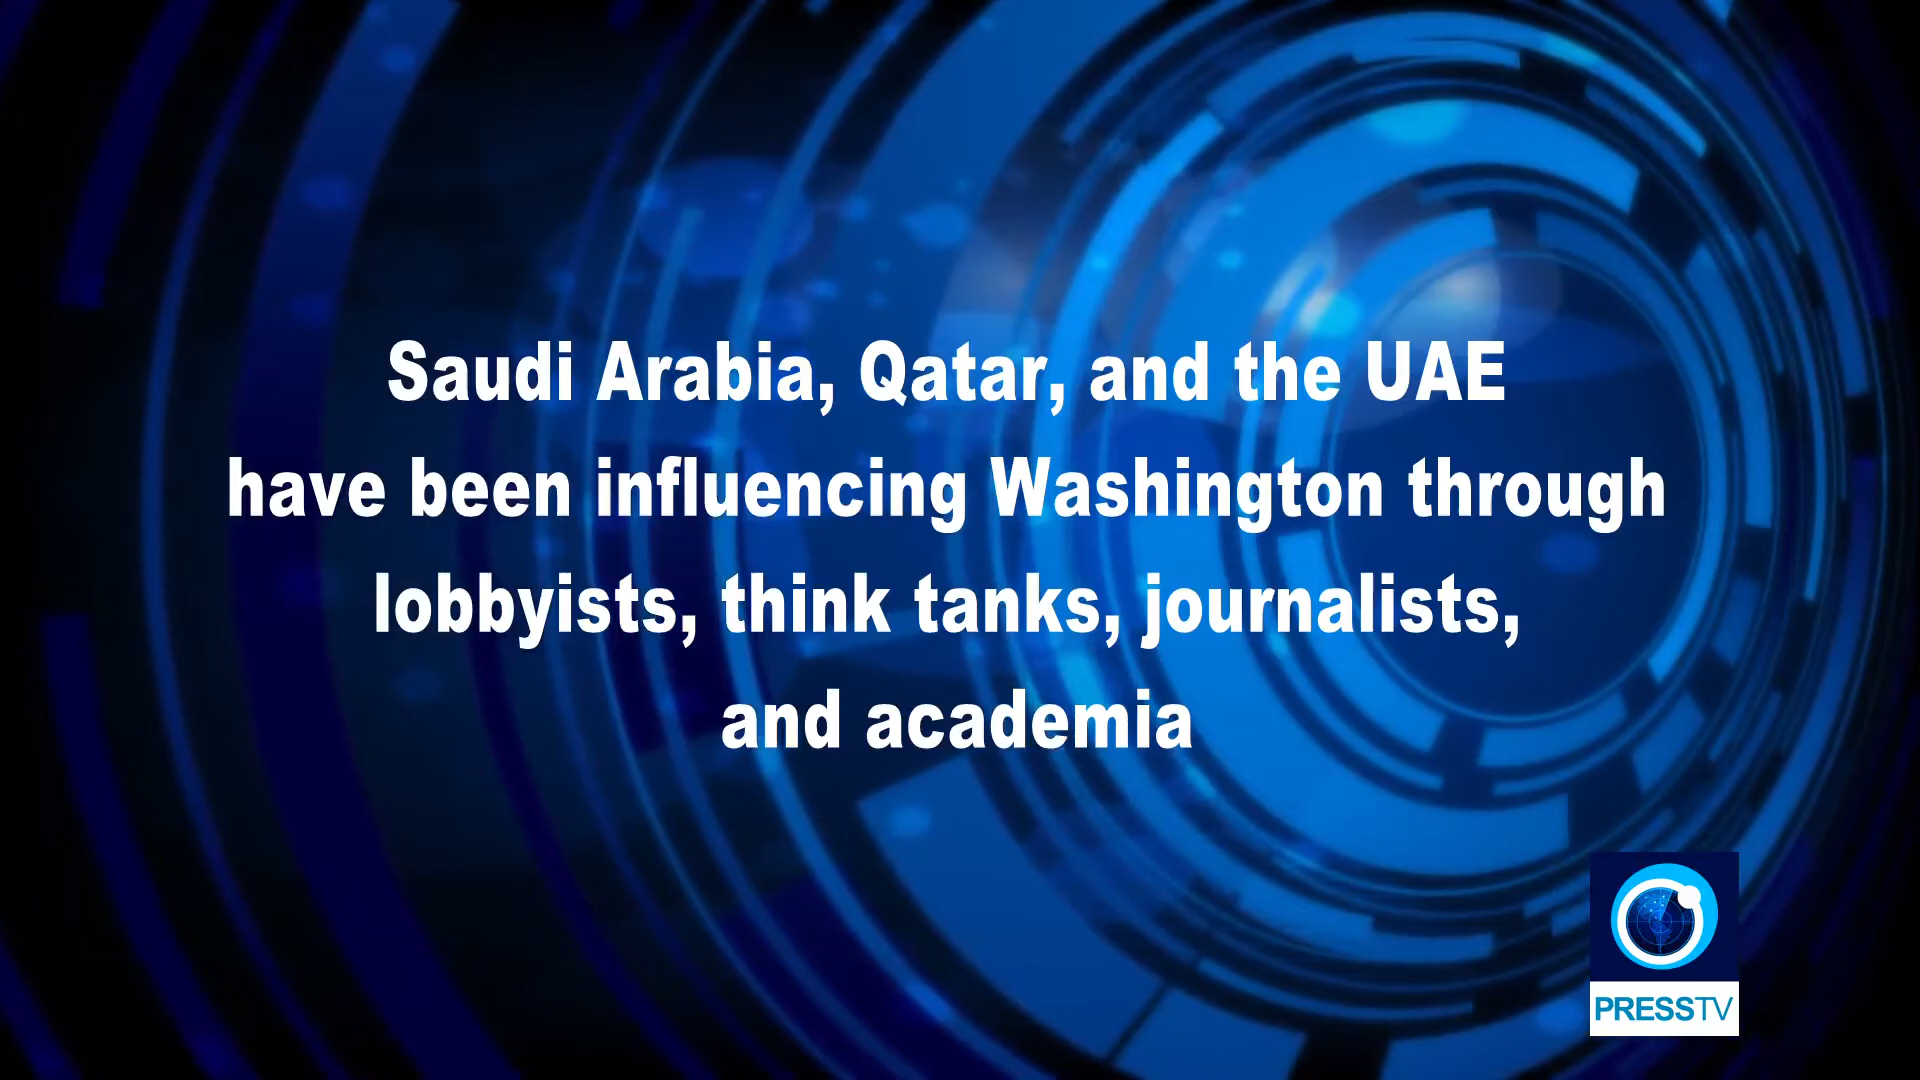 Saudi Arabia, Qatar, and the UAE
have been influencing Washington through
lobbyists, think tanks, journalists,
and academia
PRESSTV